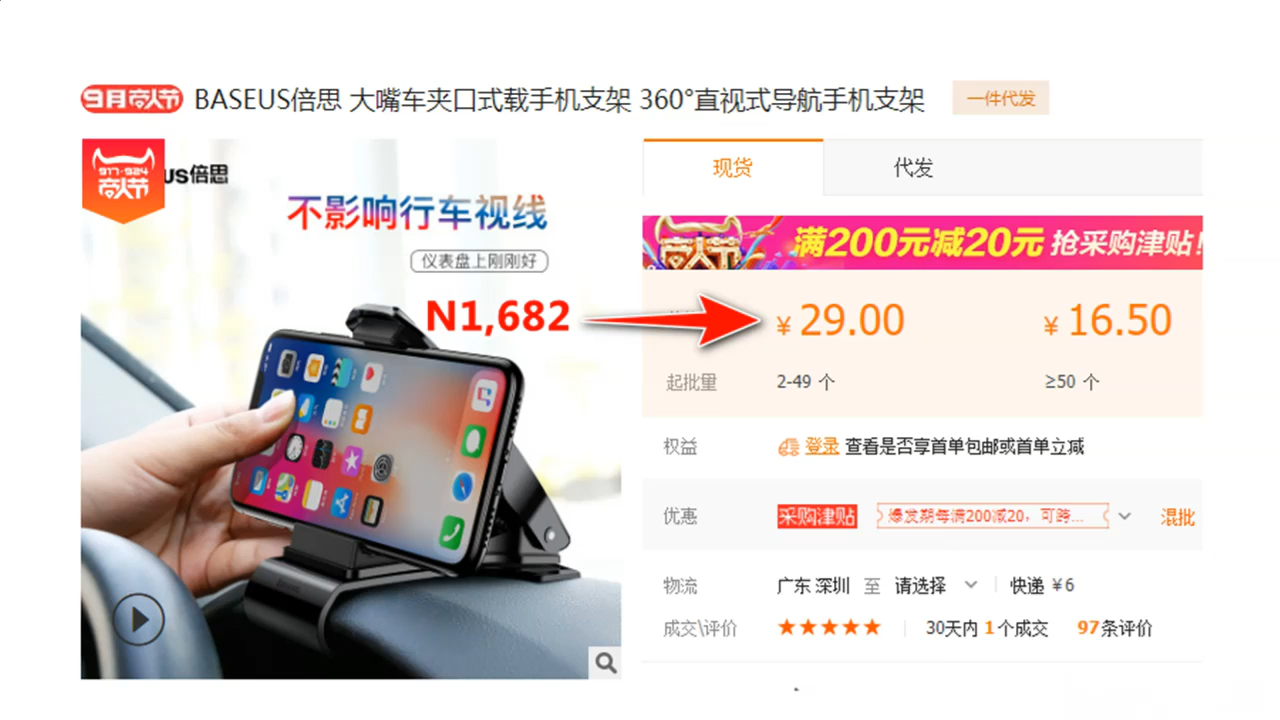 9月商人节 BASEUS倍思 大嘴车夹口式载手机支架 360°直视式导航手机支架 一件代发
917-924
商人节
US倍思
不影响行车视线
仪表盘上刚刚好
N1,682
现货 代发
商人节 满200元减20元 抢采购津贴!
¥ 29.00 ¥ 16.50
起批量 2-49 个 ≥50 个
权益 登录 查看是否享首单包邮或首单立减
优惠 采购津贴 爆发期每满200减20，可跨... 混批
物流 广东 深圳 至 请选择 快递 ¥6
成交\评价 ★★★★★ 30天内 1个成交 97条评价